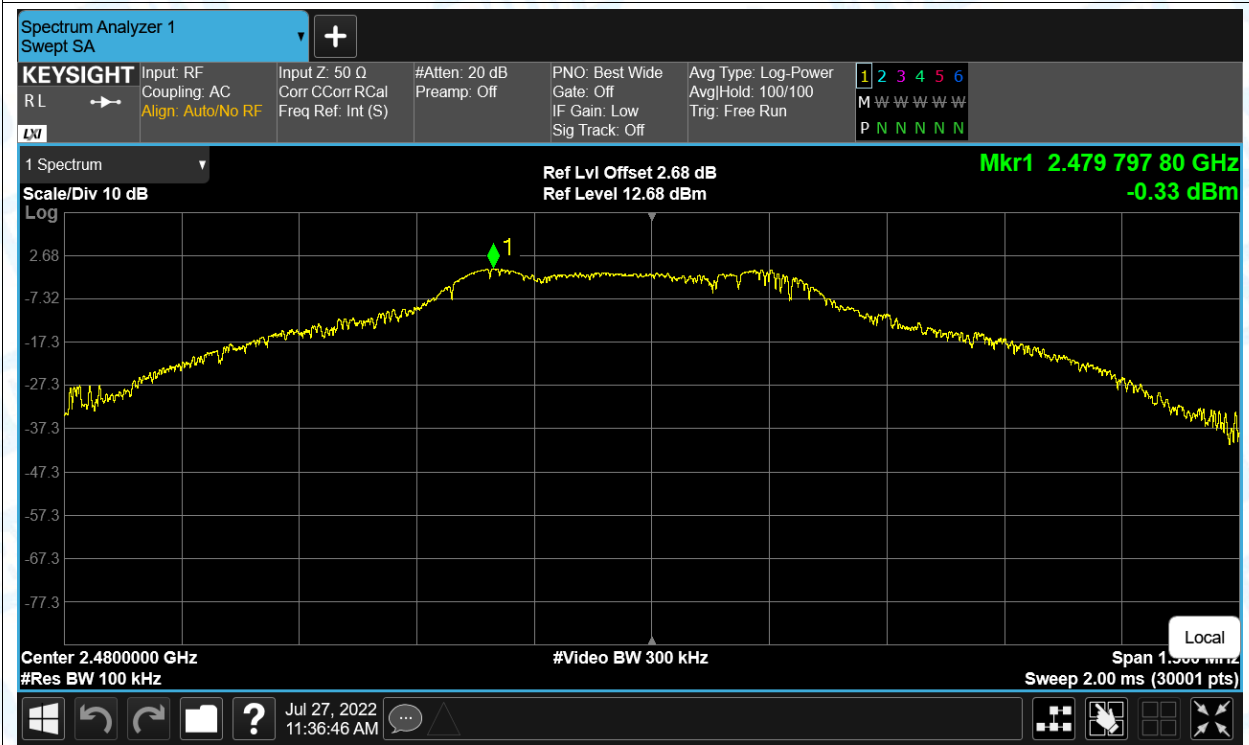 Spectrum Analyzer 1
Swept SA
KEYSIGHT
R L
LXI
Input: RF
Coupling: AC
Align: Auto/No RF
Input Z: 50 Ω
Corr CCorr RCal
Freq Ref: Int (S)
#Atten: 20 dB
Preamp: Off
PNO: Best Wide
Gate: Off
IF Gain: Low
Sig Track: Off
Avg Type: Log-Power
Avg|Hold: 100/100
Trig: Free Run
1 2 3 4 5 6
M W W W W W W
P N N N N N
1 Spectrum
Scale/Div 10 dB
Log
Ref Lvl Offset 2.68 dB
Ref Level 12.68 dBm
Mkr1 2.479 797 80 GHz
-0.33 dBm
1
2.68
-7.32
-17.3
-27.3
-37.3
-47.3
-57.3
-67.3
-77.3
Center 2.4800000 GHz
#Res BW 100 kHz
#Video BW 300 kHz
Local
Span
Sweep 2.00 ms (30001 pts)
?
Jul 27, 2022
11:36:46 AM